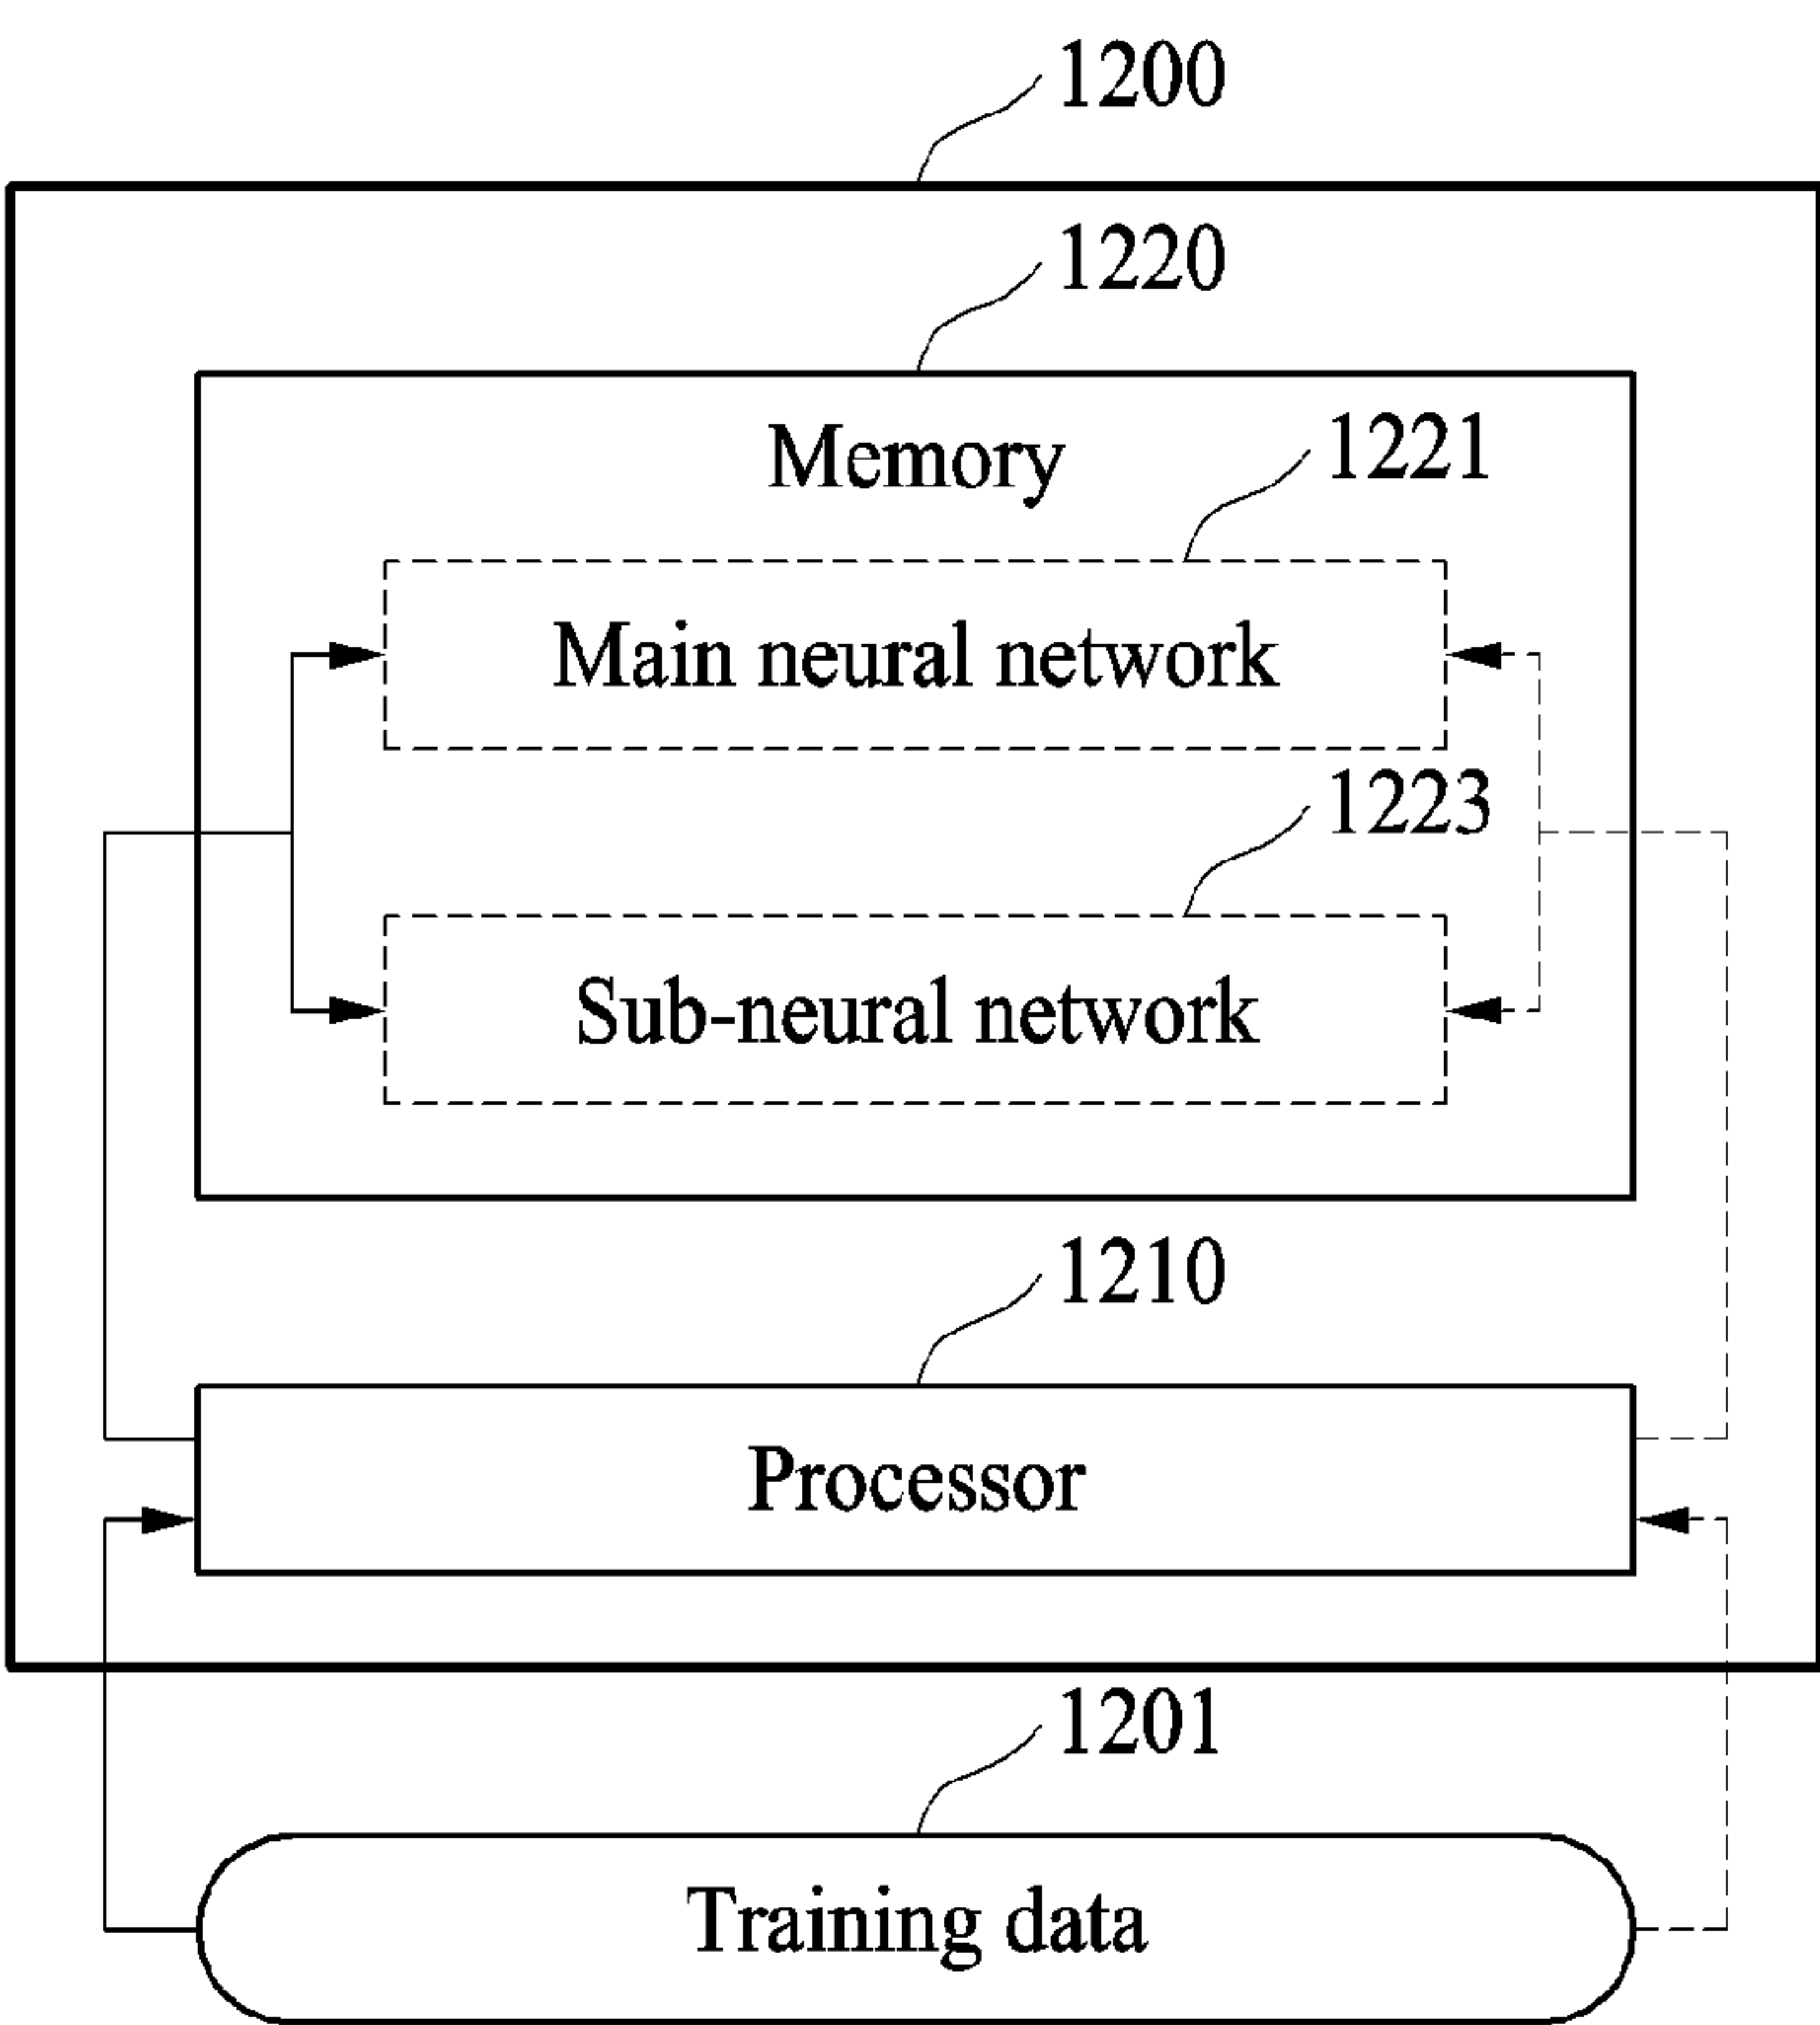 1200
1220
Memory
1221
Main neural network
1223
Sub-neural network
1210
Processor
1201
Training data